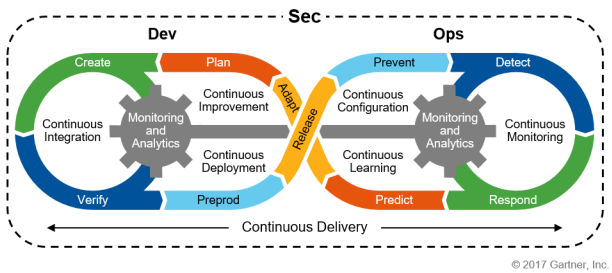 Sec
Dev
Ops
Create
Plan
Prevent
Detect
Continuous
Improvement
Adapt
Release
Continuous
Configuration
Continuous
Integration
Monitoring
and
Analytics
Monitoring
and
Analytics
Continuous
Monitoring
Continuous
Deployment
Continuous
Learning
Verify
Preprod
Predict
Respond
Continuous Delivery
© 2017 Gartner, Inc.